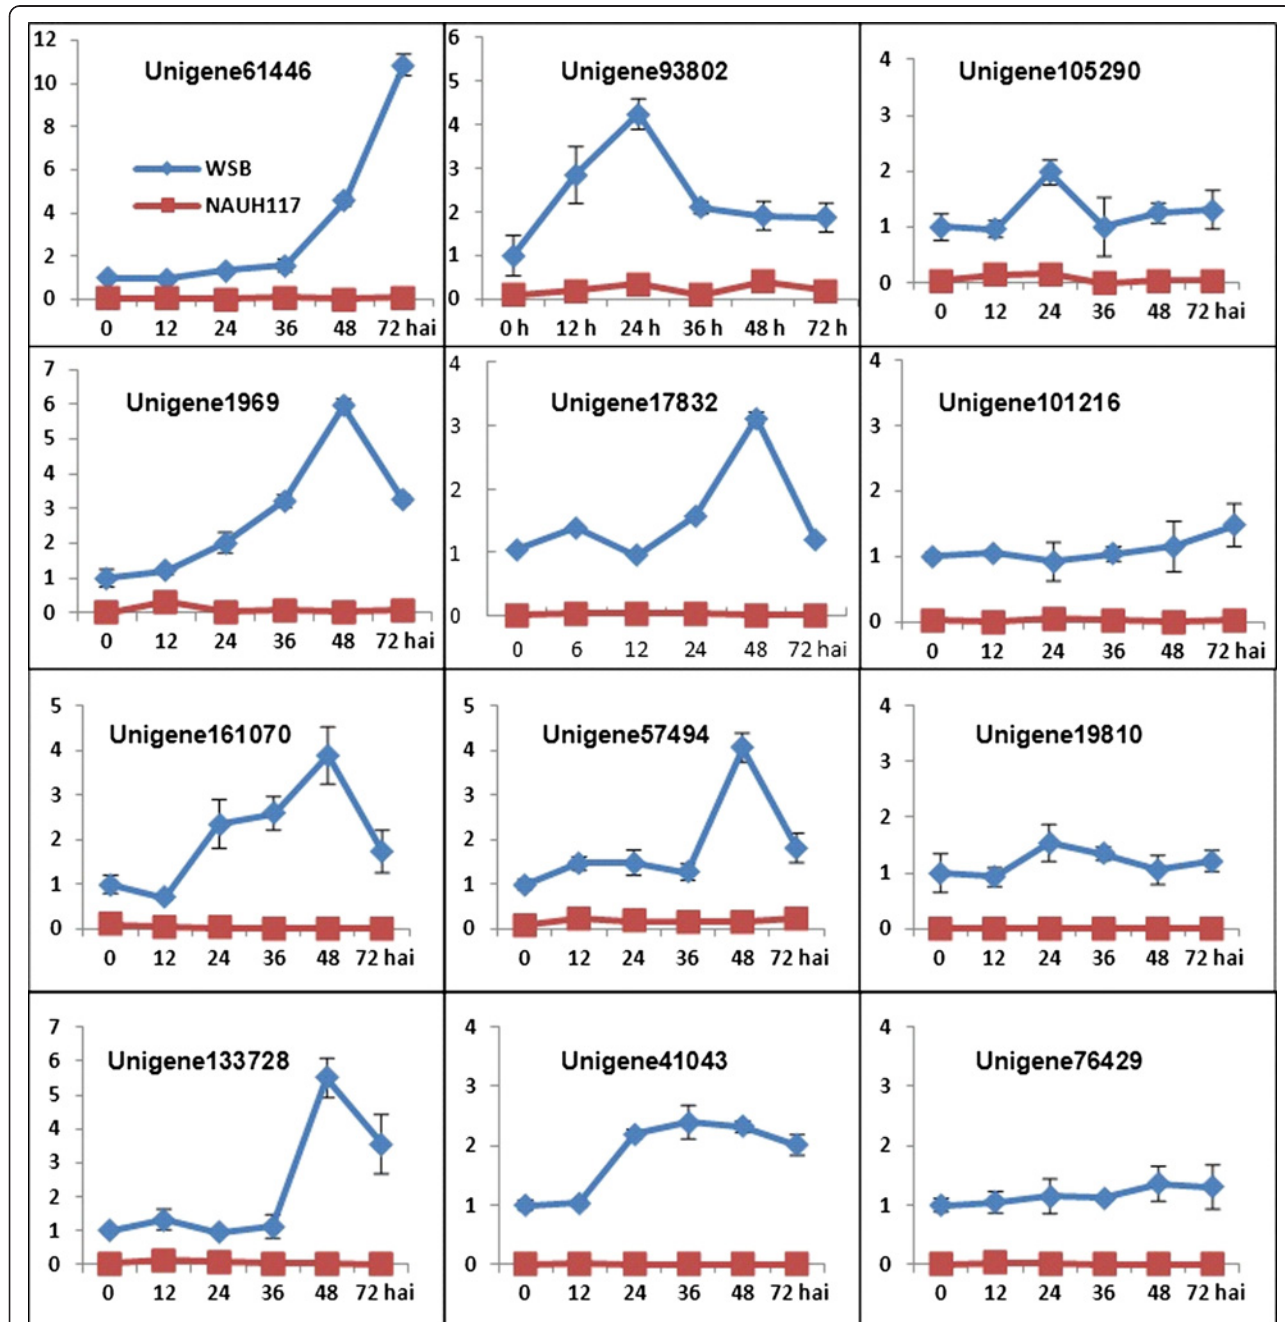 Unigene61446
12
10
8
6
4
2
0
WSB
NAUH117
0 12 24 36 48 72 hai
Unigene93802
6
5
4
3
2
1
0
0 h 12 h 24 h 36 h 48 h 72 h
Unigene105290
4
3
2
1
0
0 12 24 36 48 72 hai
Unigene1969
7
6
5
4
3
2
1
0
0 12 24 36 48 72 hai
Unigene17832
4
3
2
1
0
0 6 12 24 48 72 hai
Unigene101216
4
3
2
1
0
0 12 24 36 48 72 hai
Unigene161070
5
4
3
2
1
0
0 12 24 36 48 72 hai
Unigene57494
5
4
3
2
1
0
0 12 24 36 48 72 hai
Unigene19810
4
3
2
1
0
0 12 24 36 48 72 hai
Unigene133728
7
6
5
4
3
2
1
0
0 12 24 36 48 72 hai
Unigene41043
4
3
2
1
0
0 12 24 36 48 72 hai
Unigene76429
4
3
2
1
0
0 12 24 36 48 72 hai